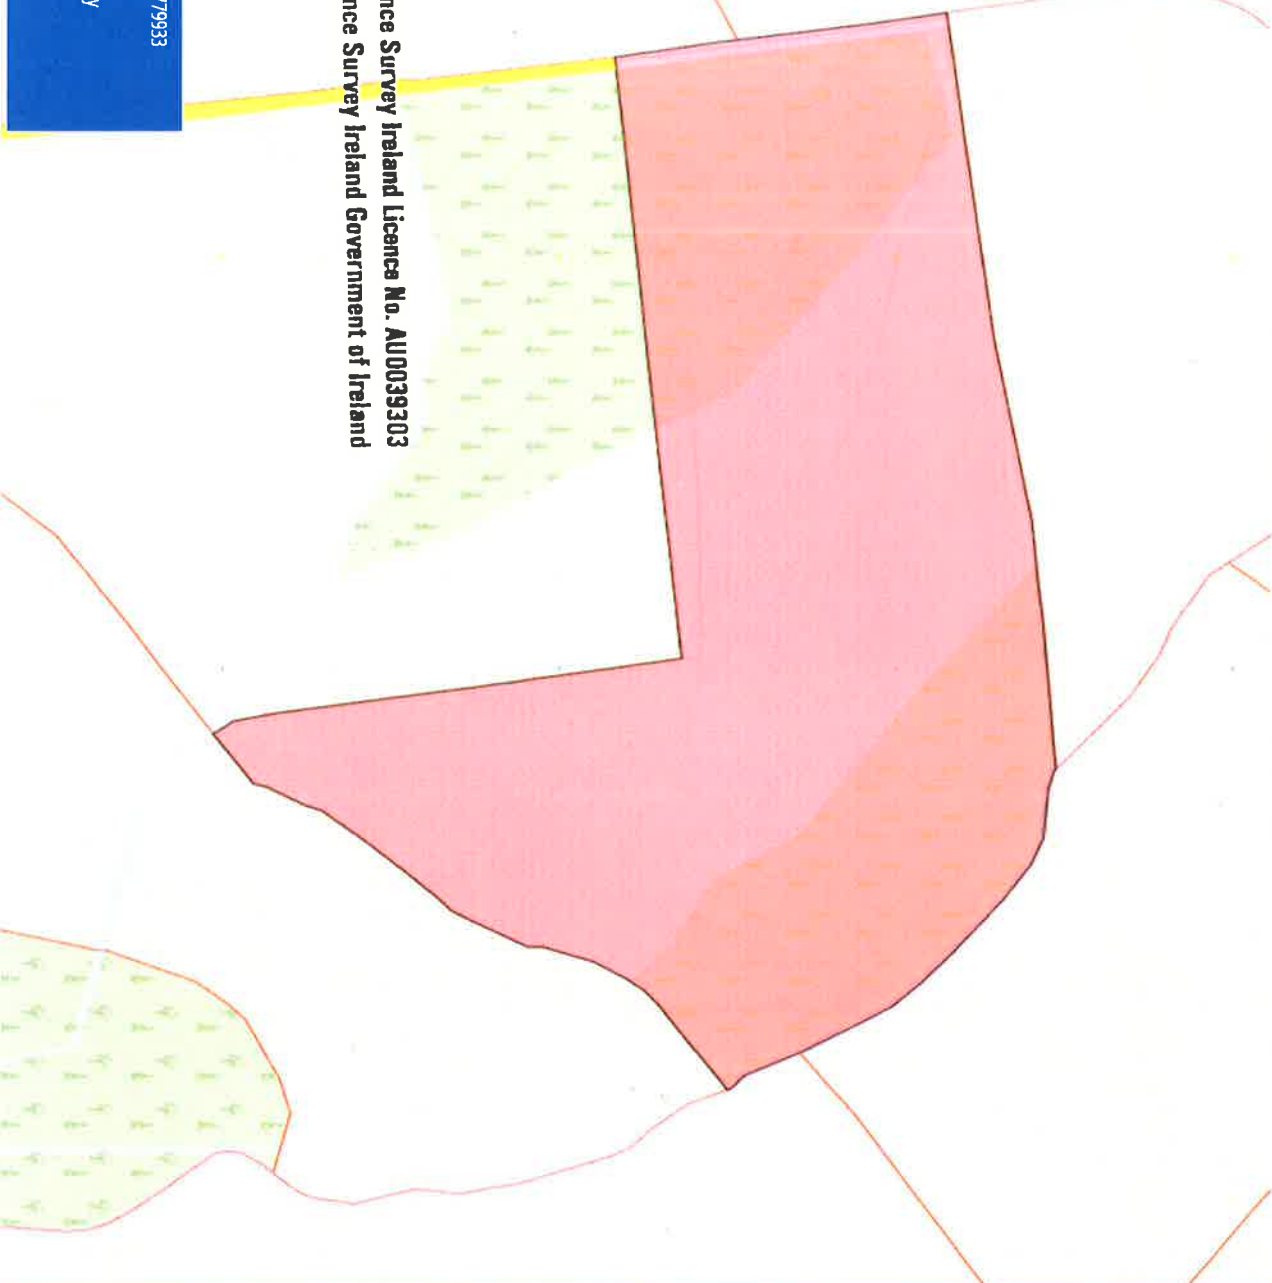 79933
y
nce Survey Ireland Licence No. AU0039303
nce Survey Ireland Government of Ireland